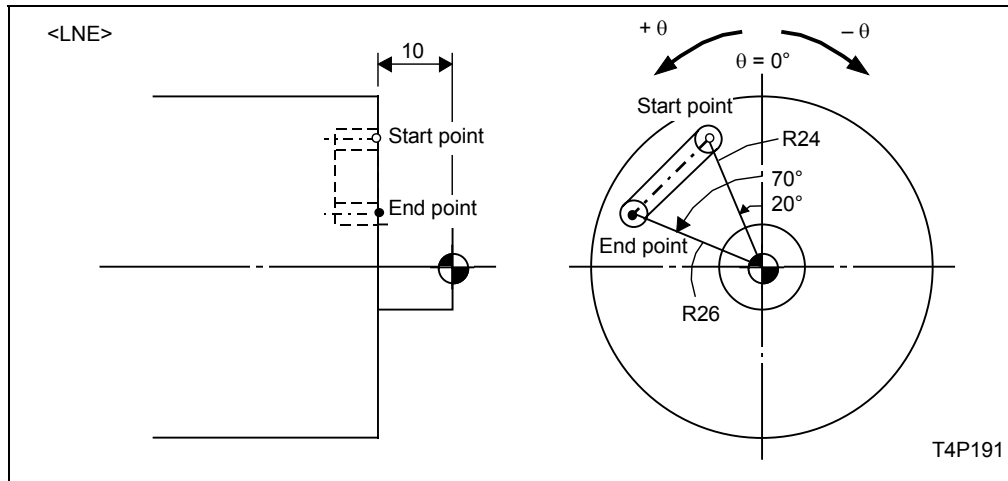 <LNE>
10
Start point
End point
+ θ
– θ
θ = 0°
Start point
R24
70°
20°
End point
R26
T4P191